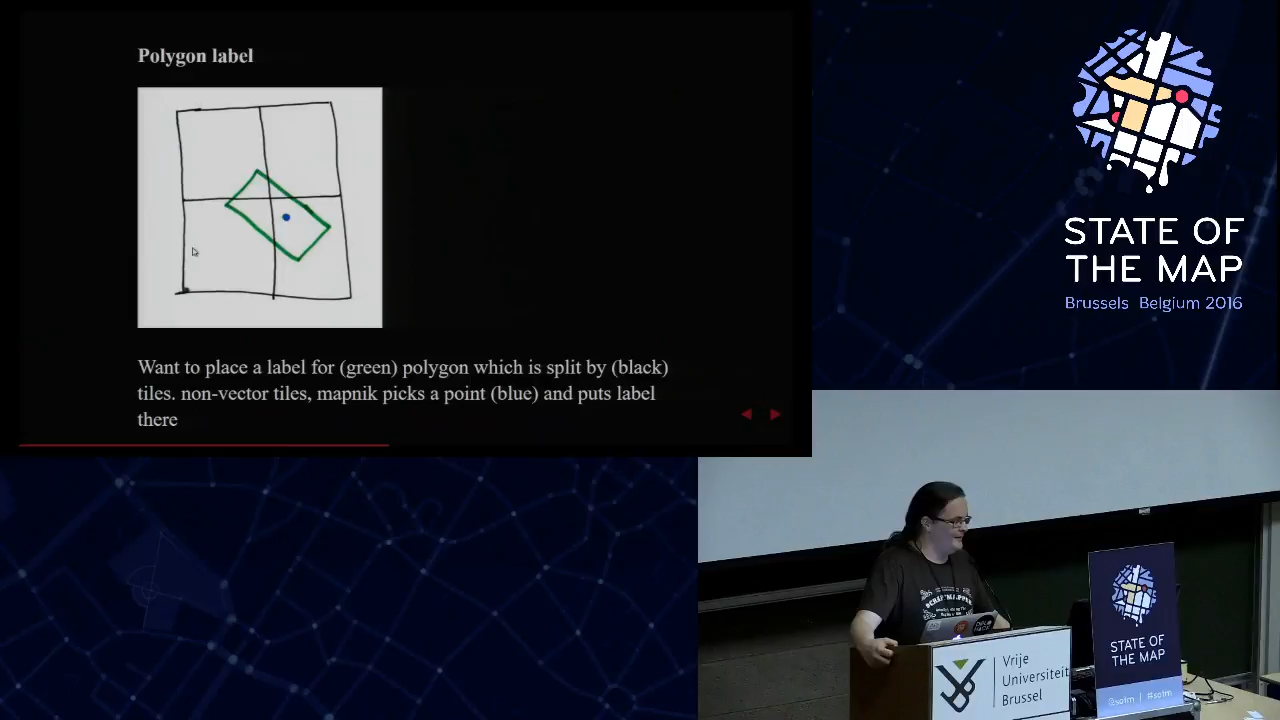 Polygon label
Want to place a label for (green) polygon which is split by (black)
tiles. non-vector tiles, mapnik picks a point (blue) and puts label
there
STATE OF
THE MAP
Brussels Belgium 2016
STATE OF
THE MAP
@sotm | #sotm
Vrije
Universiteit
Brussel